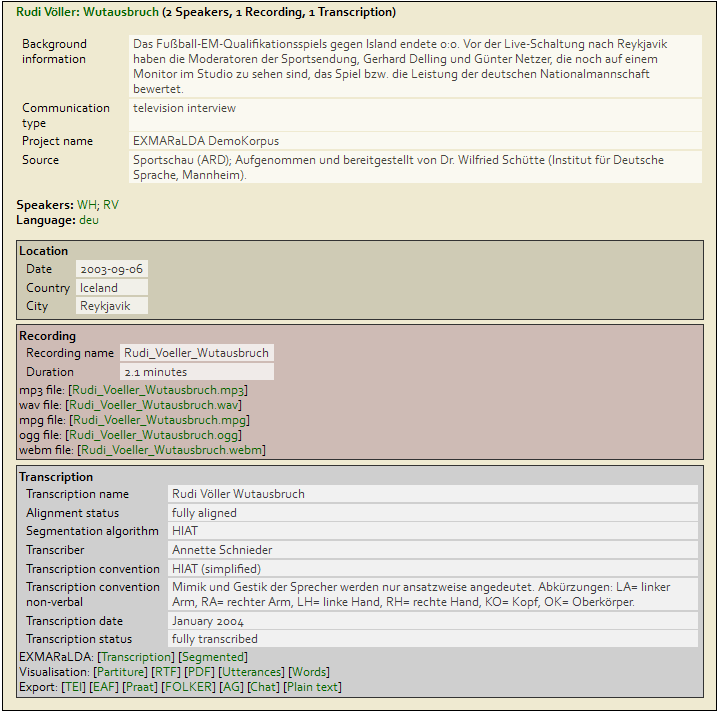 Rudi Völler: Wutausbruch (2 Speakers, 1 Recording, 1 Transcription)
Background information
Das Fußball-EM-Qualifikationsspiels gegen Island endete 0:0. Vor der Live-Schaltung nach Reykjavik
haben die Moderatoren der Sportsendung, Gerhard Delling und Günter Netzer, die noch auf einem
Monitor im Studio zu sehen sind, das Spiel bzw. die Leistung der deutschen Nationalmannschaft
bewertet.
Communication type
television interview
Project name EXMARaLDA DemoKorpus
Source Sportschau (ARD); Aufgenommen und bereitgestellt von Dr. Wilfried Schütte (Institut für Deutsche
Sprache, Mannheim).
Speakers: WH; RV
Language: deu
Location
Date 2003-09-06
Country Iceland
City Reykjavik
Recording
Recording name Rudi_Voeller_Wutausbruch
Duration 2.1 minutes
mp3 file: [Rudi_Voeller_Wutausbruch.mp3]
wav file: [Rudi_Voeller_Wutausbruch.wav]
mpg file: [Rudi_Voeller_Wutausbruch.mpg]
ogg file: [Rudi_Voeller_Wutausbruch.ogg]
webm file: [Rudi_Voeller_Wutausbruch.webm]
Transcription
Transcription name Rudi Völler Wutausbruch
Alignment status fully aligned
Segmentation algorithm HIAT
Transcriber Annette Schnieder
Transcription convention HIAT (simplified)
Transcription convention non-verbal
Mimik und Gestik der Sprecher werden nur ansatzweise angedeutet. Abkürzungen: LA= linker
Arm, RA= rechter Arm, LH= linke Hand, RH= rechte Hand, KO= Kopf, OK= Oberkörper.
Transcription date January 2004
Transcription status fully transcribed
EXMARaLDA: [Transcription] [Segmented]
Visualisation: [Partiture] [RTF] [PDF] [Utterances] [Words]
Export: [TEI] [EAF] [Praat] [FOLKER] [AG] [Chat] [Plain text]